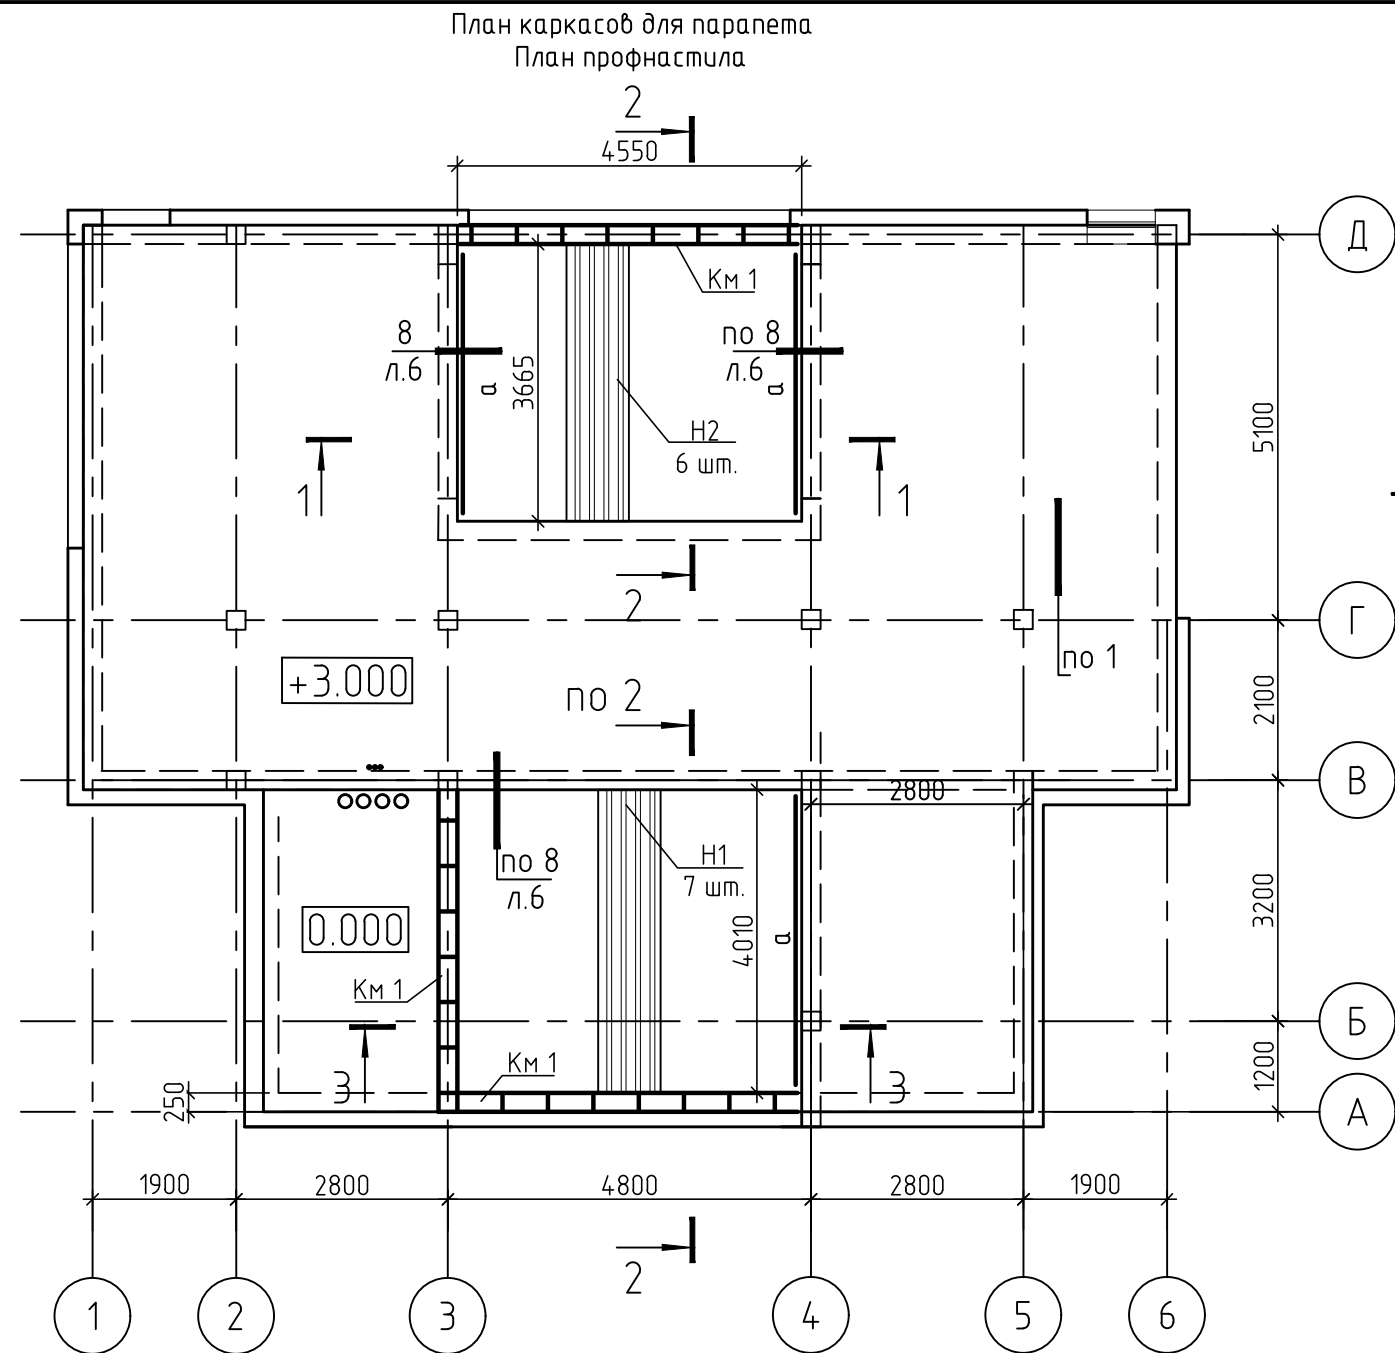 План каркасов для парапета
План профнастила
2
4550
Д
Км 1
8
л.6
по 8
л.6
а
3665
а
Н2
6 шт.
5100
1
1
2
Г
+3.000
по 1
по 2
2100
В
2800
по 8
л.6
Н1
7 шт.
0.000
4010
а
3200
Км 1
Б
Км 1
3
3
250
1200
А
1900
2800
4800
2800
1900
2
1
2
3
4
5
6